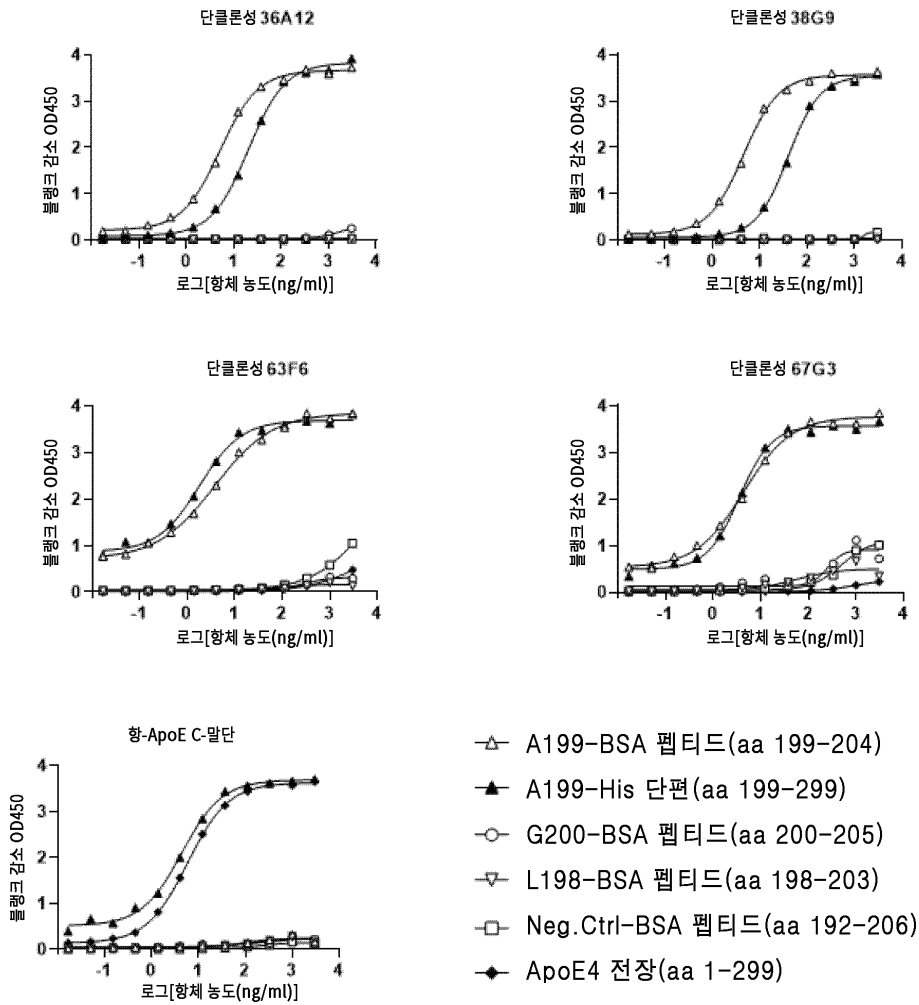 단클론성 36A12
단클론성 38G9
블랭크 감소 OD450
4
3
2
1
0
-1 0 1 2 3 4
로그[항체 농도(ng/ml)]
블랭크 감소 OD450
4
3
2
1
0
-1 0 1 2 3 4
로그[항체 농도(ng/ml)]
단클론성 63F6
단클론성 67G3
블랭크 감소 OD450
4
3
2
1
0
-1 0 1 2 3 4
로그[항체 농도(ng/ml)]
블랭크 감소 OD450
4
3
2
1
0
-1 0 1 2 3 4
로그[항체 농도(ng/ml)]
항-ApoE C-말단
블랭크 감소 OD450
4
3
2
1
0
-1 0 1 2 3 4
로그[항체 농도(ng/ml)]
A199-BSA 펩티드(aa 199-204)
A199-His 단편(aa 199-299)
G200-BSA 펩티드(aa 200-205)
L198-BSA 펩티드(aa 198-203)
Neg.Ctrl-BSA 펩티드(aa 192-206)
ApoE4 전장(aa 1-299)